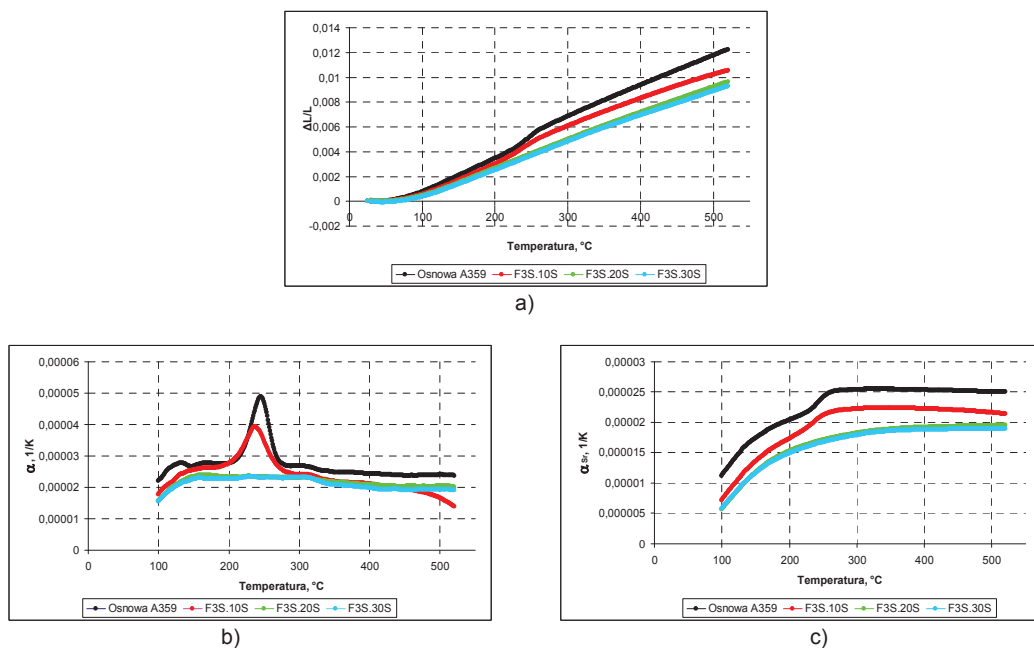 0,014
0,012
0,01
0,008
0,006
0,004
0,002
0
-0,002
ΔL/L
0 100 200 300 400 500
Temperatura, °C
Osnowa A359 F3S.10S F3S.20S F3S.30S
a)
0,00006
0,00005
0,00004
0,00003
0,00002
0,00001
0
α, 1/K
0 100 200 300 400 500
Temperatura, °C
Osnowa A359 F3S.10S F3S.20S F3S.30S
b)
0,00003
0,000025
0,00002
0,000015
0,00001
0,000005
0
α Sr, 1/K
0 100 200 300 400 500
Temperatura, °C
Osnowa A359 F3S.10S F3S.20S F3S.30S
c)